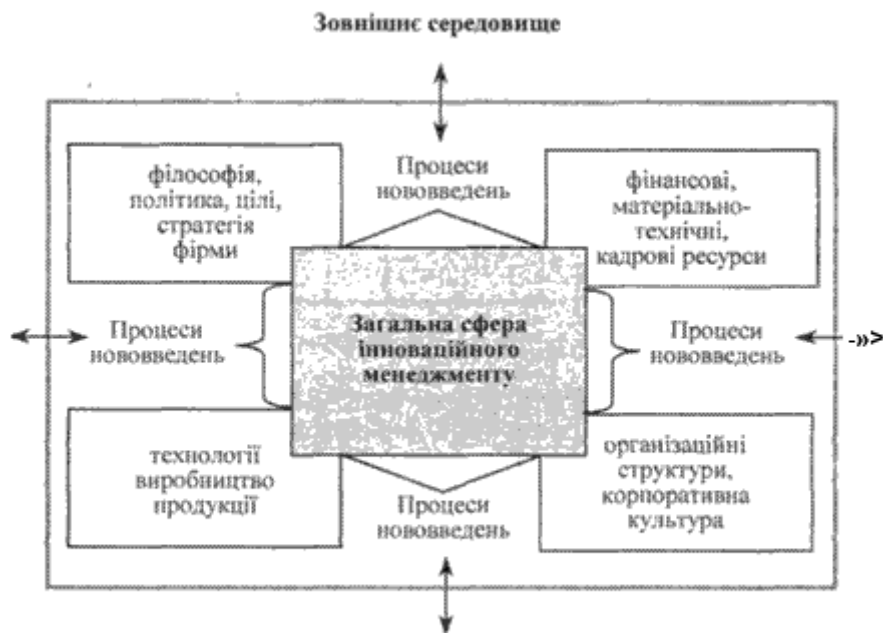 Зовнішнє середовище
філософія,
політика, цілі,
стратегія
фірми
Процеси
нововведень
фінансові,
матеріально-
технічні,
кадрові ресурси
Процеси
нововведень
Загальна сфера
інноваційного
менеджменту
Процеси
нововведень
-»>
технології
виробництво
продукції
Процеси
нововведень
організаційні
структури,
корпоративна
культура